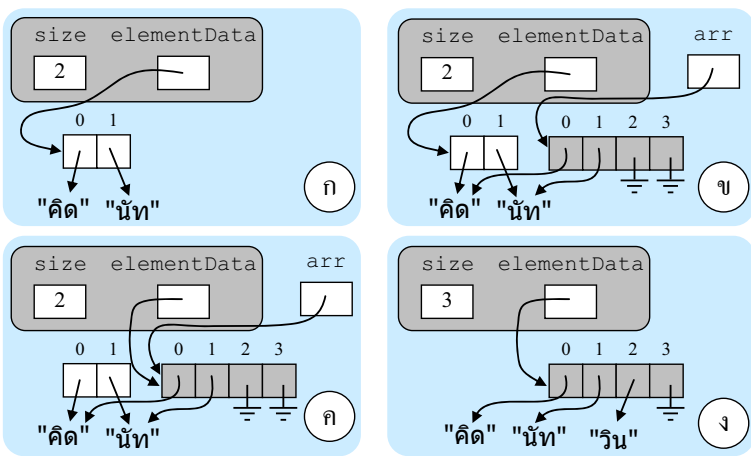 size elementData
2
0 1
"คิด" "นัท"
ก
size elementData arr
2
0 1 0 1 2 3
"คิด" "นัท"
ข
size elementData arr
2
0 1 0 1 2 3
"คิด" "นัท"
ค
size elementData
3
0 1 2 3
"คิด" "นัท" "วิน"
ง